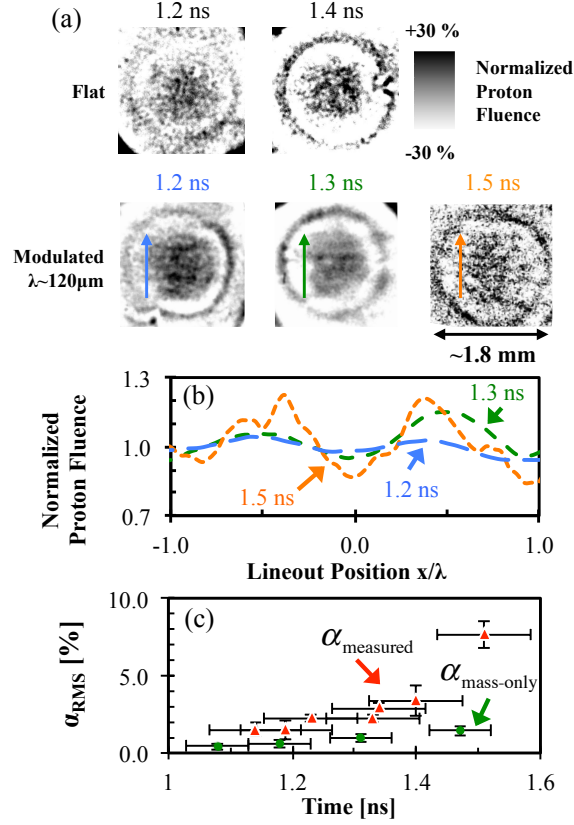 (a)
1.2 ns
1.4 ns
+30 %
Flat
Normalized
Proton
Fluence
-30 %
1.2 ns
1.3 ns
1.5 ns
Modulated
λ~120µm
~1.8 mm
1.3
(b)
1.3 ns
Normalized
Proton Fluence
1.0
1.5 ns
1.2 ns
0.7
-1.0
0.0
1.0
Lineout Position x/λ
10.0
(c)
αmeasured
αRMS [%]
5.0
αmass-only
0.0
1
1.2
1.4
1.6
Time [ns]